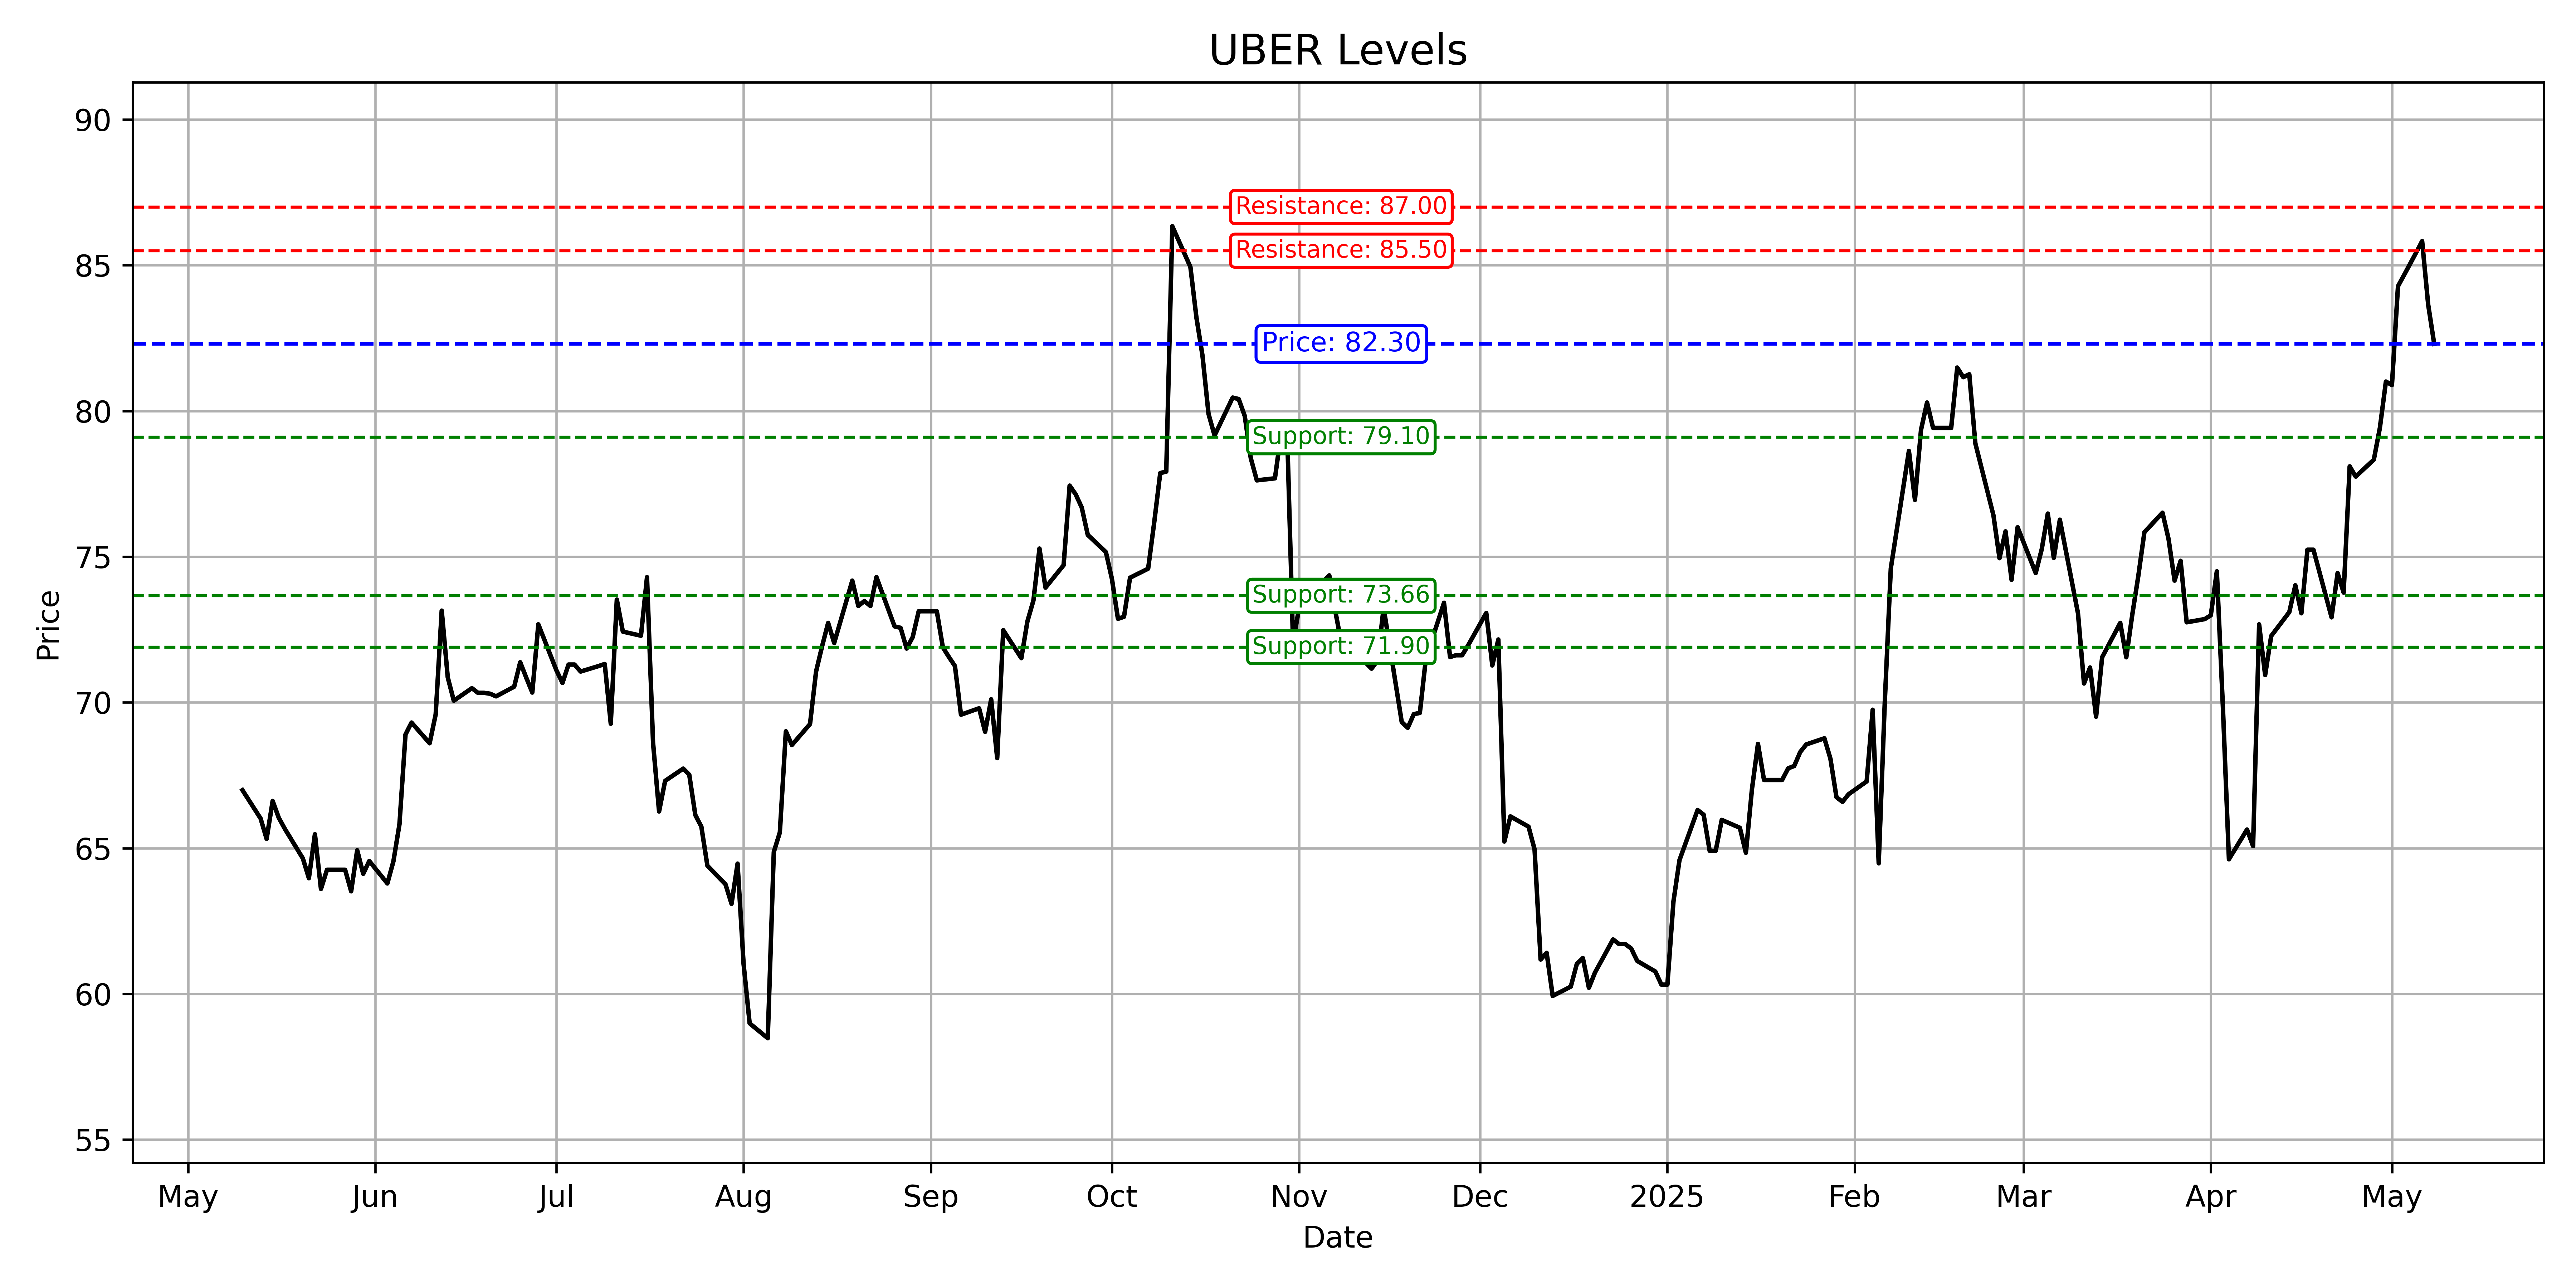 UBER Levels
90
85
80
75
70
65
60
55
Price
Resistance: 87.00
Resistance: 85.50
Price: 82.30
Support: 79.10
Support: 73.66
Support: 71.90
May Jun Jul Aug Sep Oct Nov Dec 2025 Feb Mar Apr May
Date